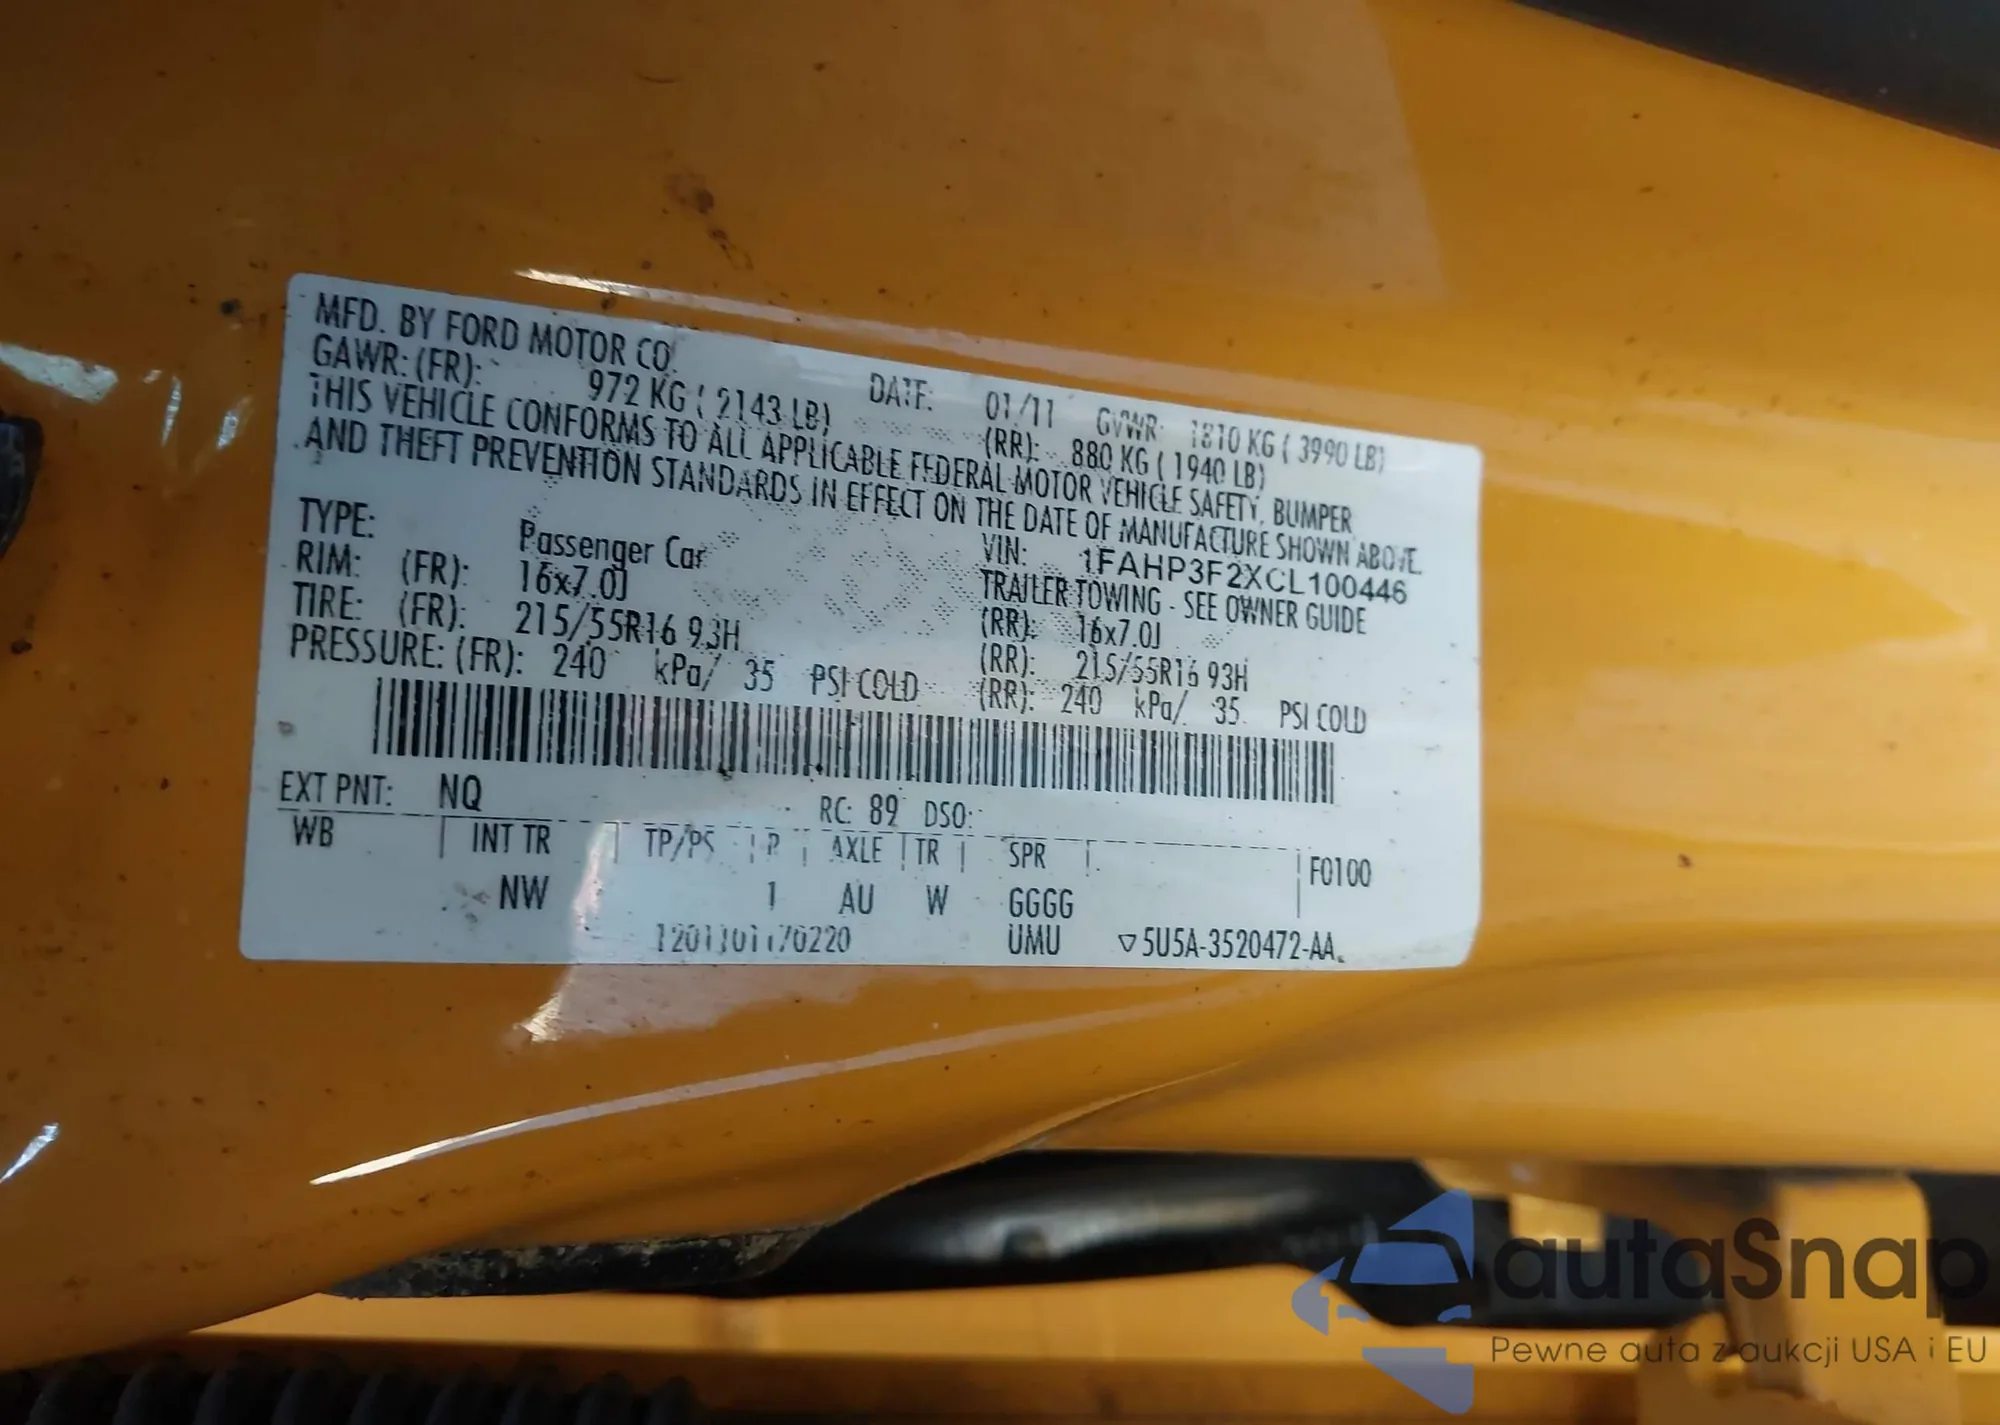 MFD. BY FORD MOTOR CO. DATE: 01/11 GVWR: 1810 KG ( 3990 LB)
GAWR: (FR): 972 KG ( 2143 LB) (RR): 880 KG ( 1940 LB)
THIS VEHICLE CONFORMS TO ALL APPLICABLE FEDERAL MOTOR VEHICLE SAFETY, BUMPER
AND THEFT PREVENTION STANDARDS IN EFFECT ON THE DATE OF MANUFACTURE SHOWN ABOVE.
VIN: 1FAHP3F2XCL100446
TYPE: Passenger Car TRAILER TOWING - SEE OWNER GUIDE
RIM: (FR): 16x7.0J (RR): 16x7.0J
TIRE: (FR): 215/55R16 93H (RR): 215/55R16 93H
PRESSURE: (FR): 240 kPa/ 35 PSI COLD (RR): 240 kPa/ 35 PSI COLD
EXT PNT: NQ RC: 89 DSO:
WB INT TR TP/PS R AXLE TR SPR F0100
NW 1 AU W GGGG
UMU ▽5U5A-3520472-AA
autaSnap
Pewne auta z aukcji USA i EU